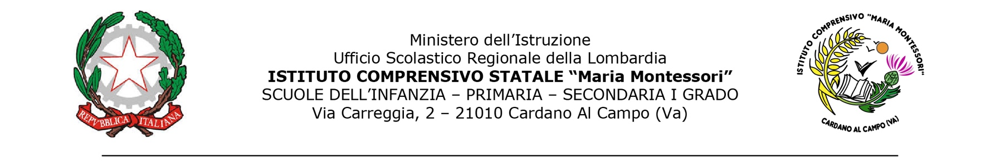 REPVBBLICA ITALIANA
Ministero dell’Istruzione
Ufficio Scolastico Regionale della Lombardia
ISTITUTO COMPRENSIVO STATALE “Maria Montessori”
SCUOLE DELL’INFANZIA – PRIMARIA – SECONDARIA I GRADO
Via Carreggia, 2 – 21010 Cardano Al Campo (Va)
ISTITUTO COMPRENSIVO "MARIA MONTESSORI"
CARDANO AL CAMPO (VA)